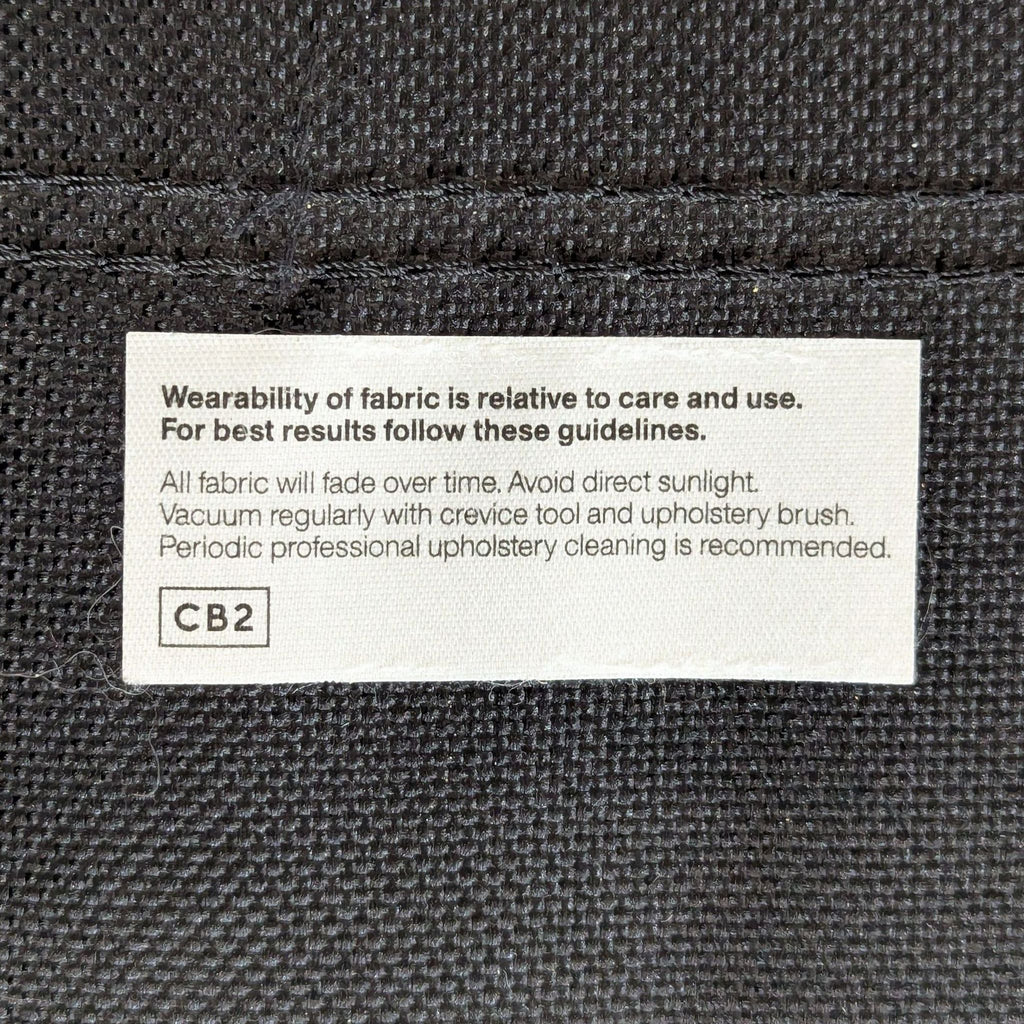 Wearability of fabric is relative to care and use.
For best results follow these guidelines.
All fabric will fade over time. Avoid direct sunlight.
Vacuum regularly with crevice tool and upholstery brush.
Periodic professional upholstery cleaning is recommended.
CB2